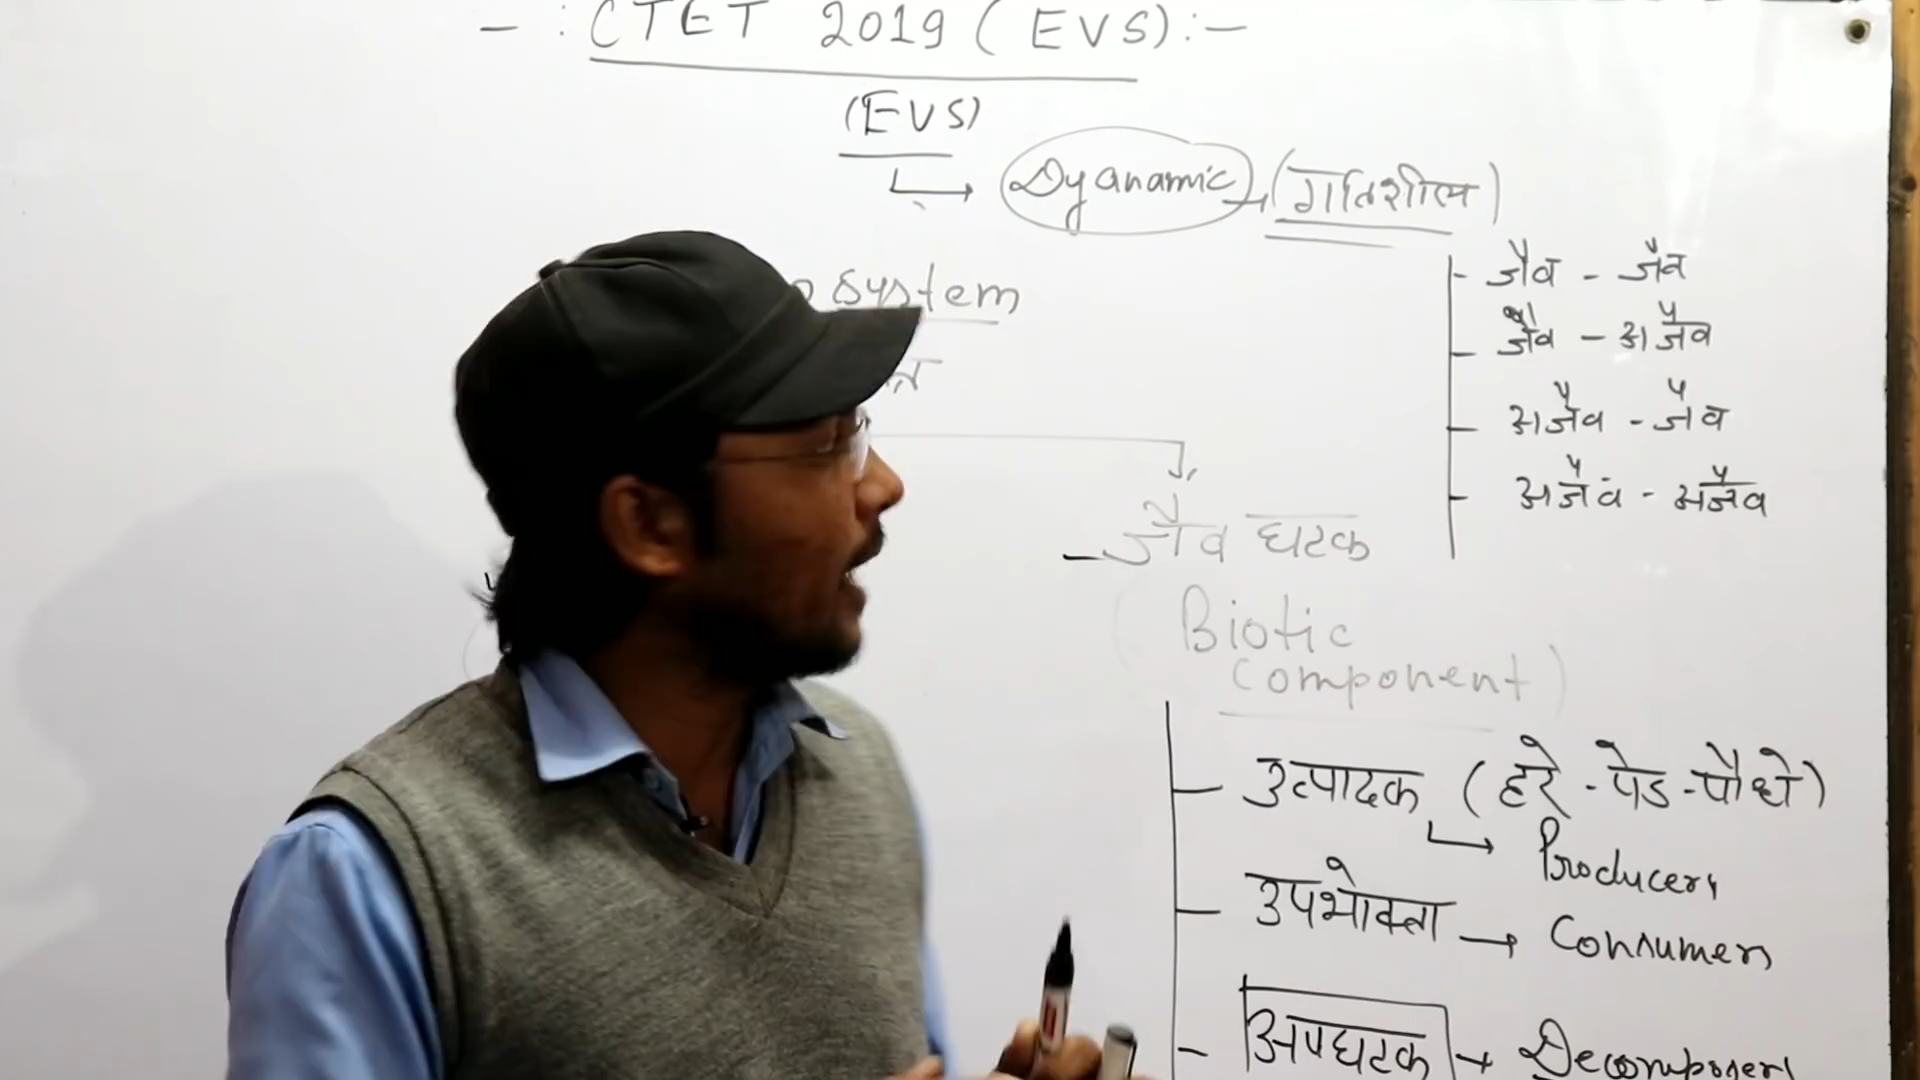 - : CTET 2019 ( EVS) : -
(EVS)
Dyanamic → (गतिशील)
system
- जैव - जैव
- जैव - अजैव
- अजैव - जैव
- अजैव - अजैव
- जैव घटक
(Biotic
component)
- उत्पादक (हरे - पेड - पौधे)
↳ Producers
- उपभोक्ता → Consumers
- अपघटक → Decomposers